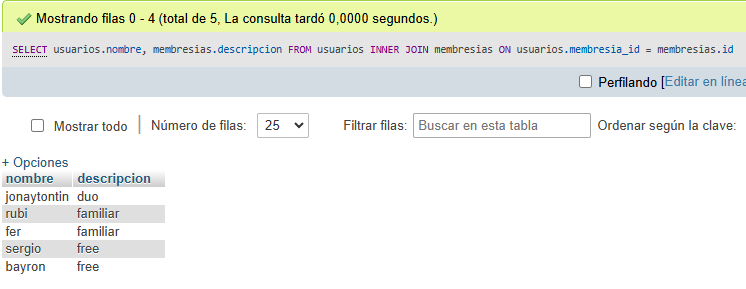 Mostrando filas 0 - 4 (total de 5, La consulta tardó 0,0000 segundos.)
SELECT usuarios.nombre, membresias.descripcion FROM usuarios INNER JOIN membresias ON usuarios.membresia_id = membresias.id
Perfilando [Editar en línea
Mostrar todo | Número de filas: 25 Filtrar filas: Buscar en esta tabla Ordenar según la clave:
+ Opciones
nombre descripcion
jonaytontin duo
rubi familiar
fer familiar
sergio free
bayron free